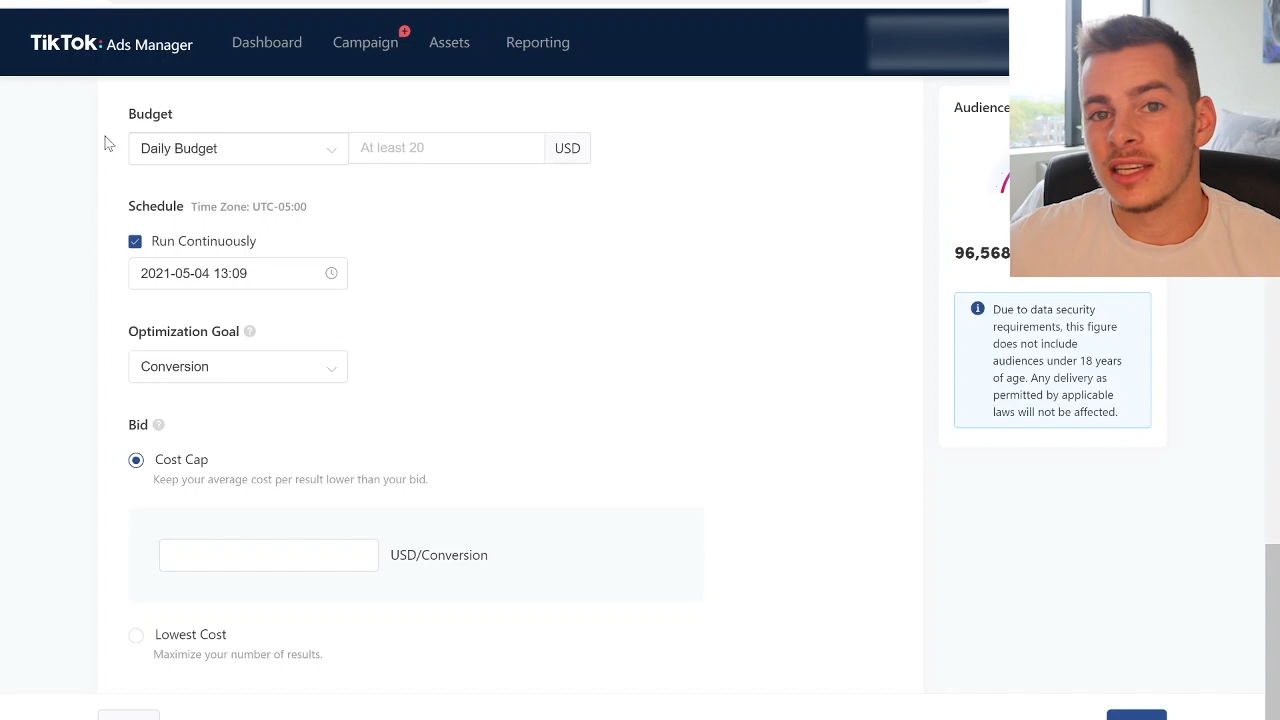 TikTok: Ads Manager
Dashboard
Campaign
Assets
Reporting
Budget
Daily Budget
At least 20
USD
Schedule Time Zone: UTC-05:00
Run Continuously
2021-05-04 13:09
Optimization Goal ?
Conversion
Bid ?
Cost Cap
Keep your average cost per result lower than your bid.
USD/Conversion
Lowest Cost
Maximize your number of results.
Audience
96,568
Due to data security
requirements, this figure
does not include
audiences under 18 years
of age. Any delivery as
permitted by applicable
laws will not be affected.